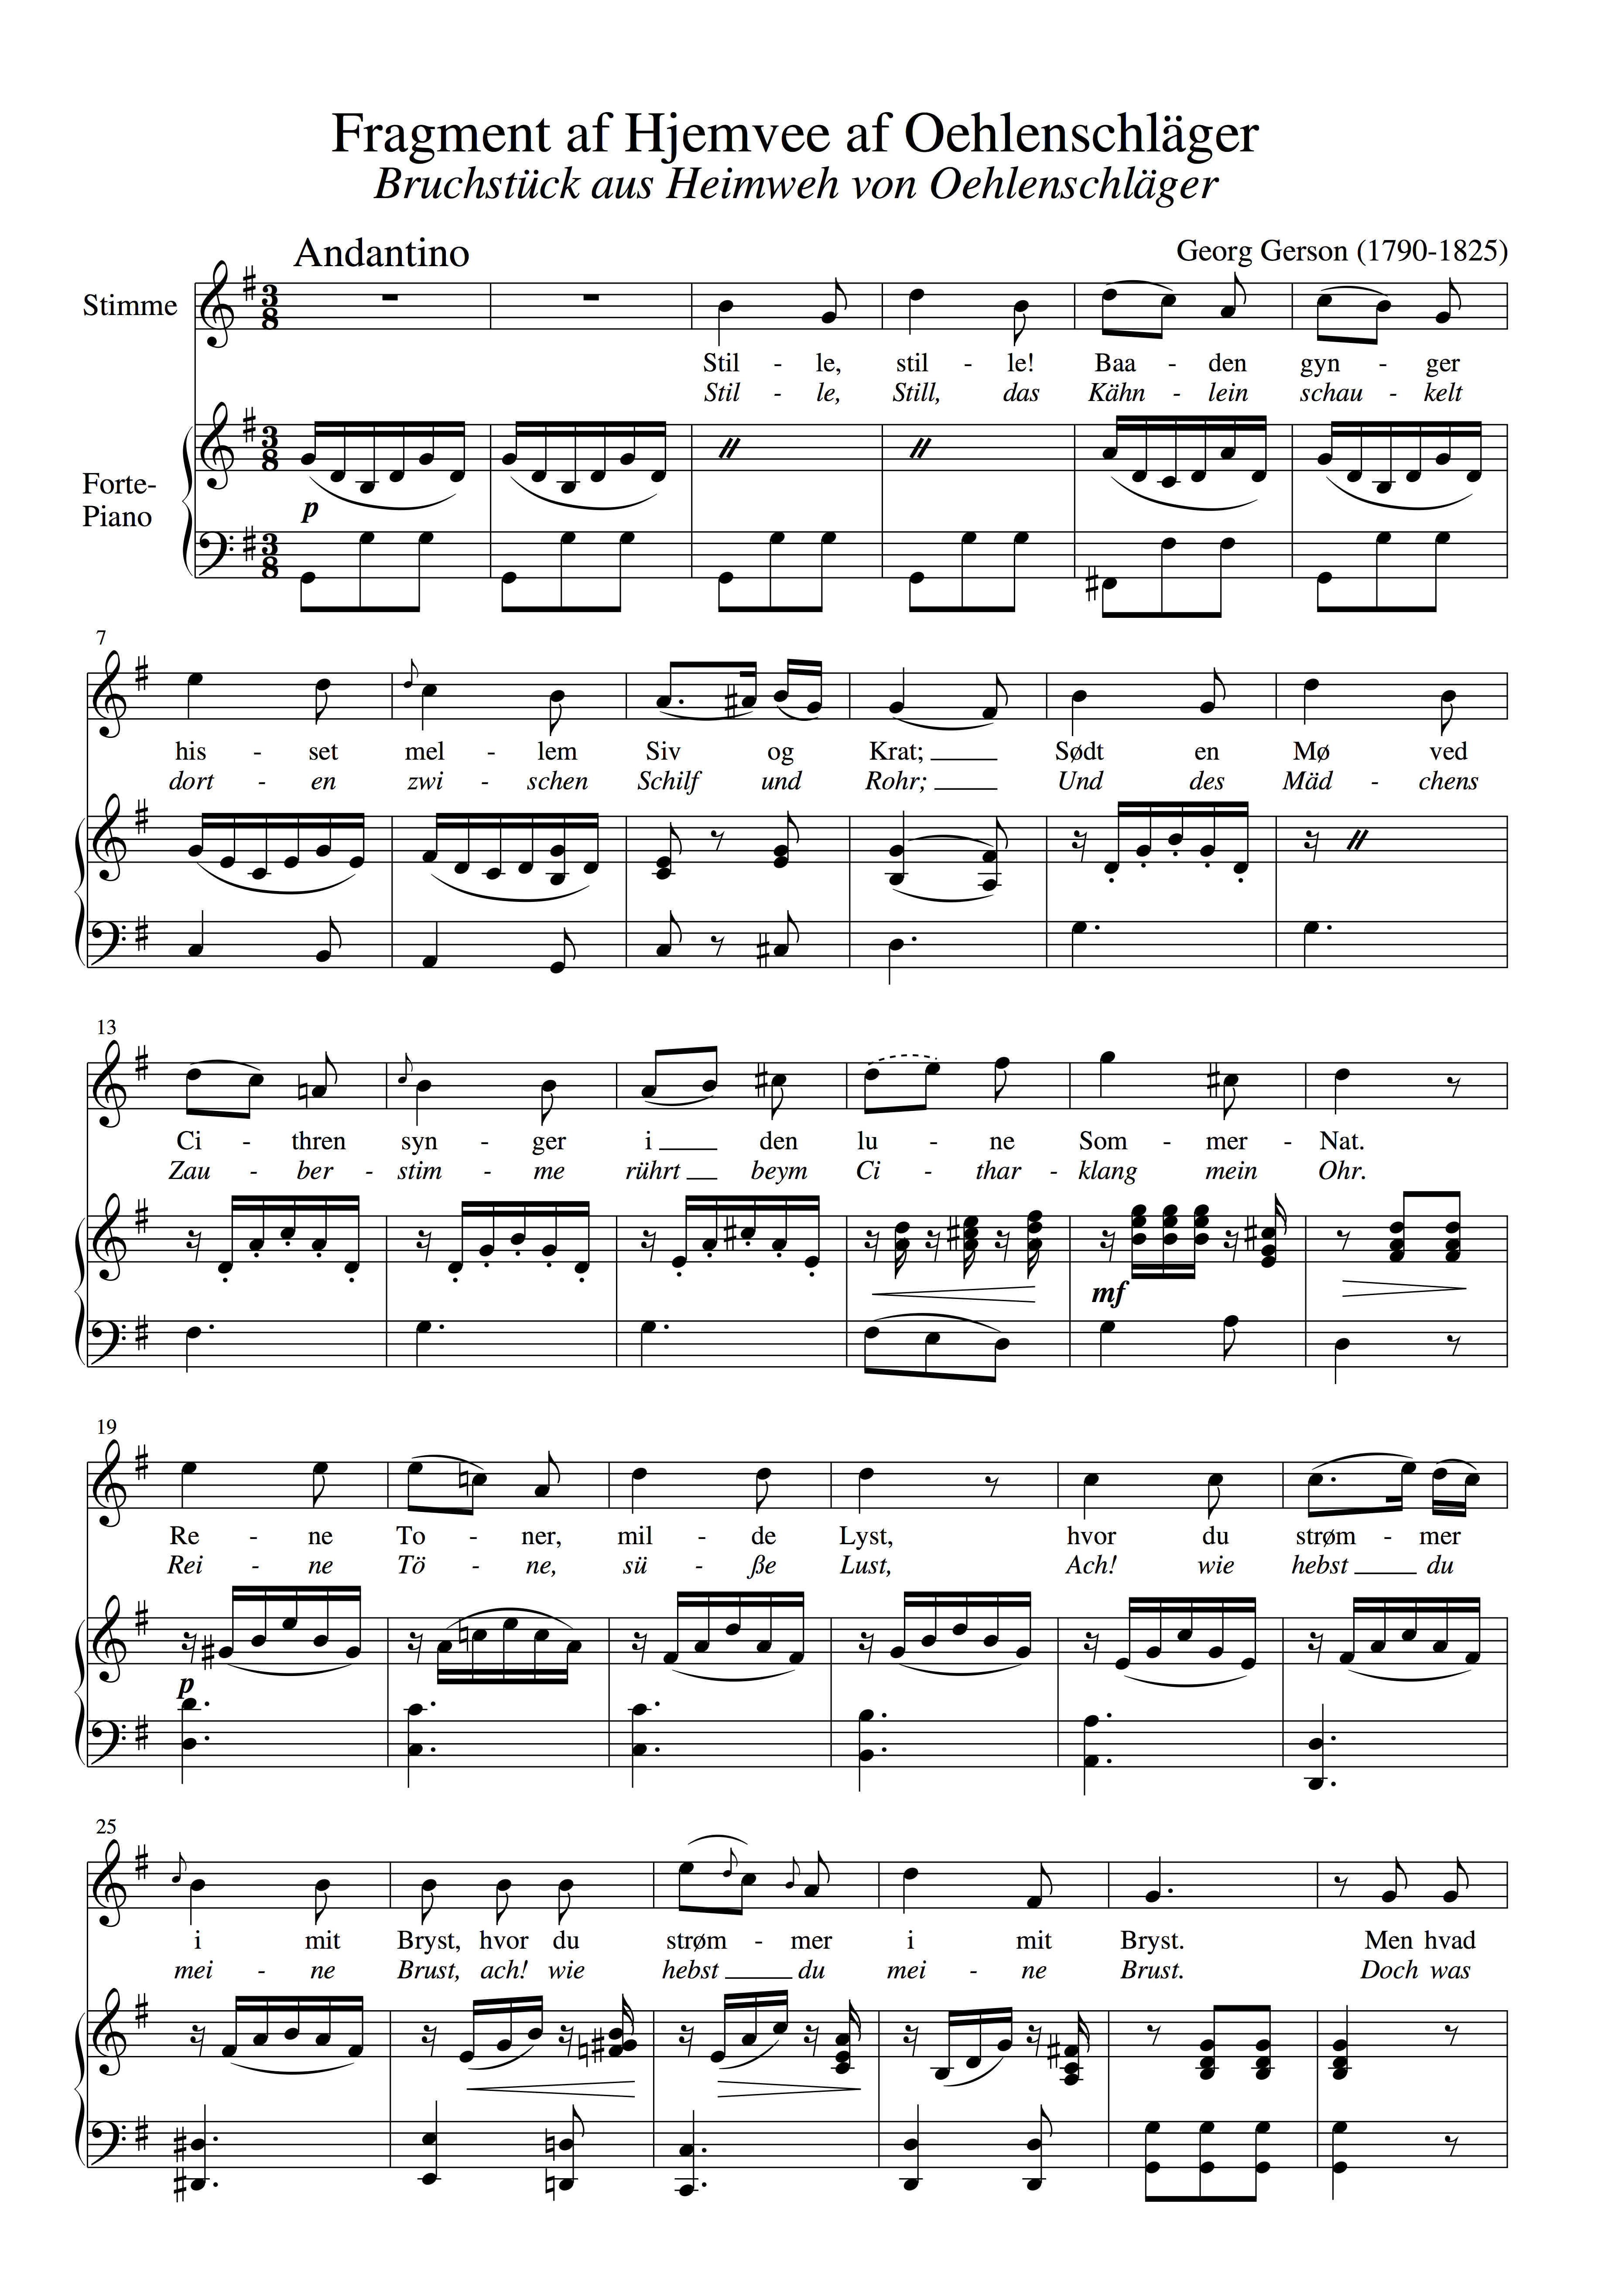 Fragment af Hjemvee af Oehlenschläger
Bruchstück aus Heimweh von Oehlenschläger
Andantino
Georg Gerson (1790-1825)
Stimme
3
8
Stil - le, stil - le! Baa - den gyn - ger
Stil - le, Still, das Kähn - lein schau - kelt
Forte-
Piano
3
8
p
3
8
7
his - set mel - lem Siv og Krat; Sødt en Mø ved
dort - en zwi - schen Schilf und Rohr; Und des Mäd - chens
13
Ci - thren syn - ger i den lu - ne Som - mer - Nat.
Zau - ber - stim - me rührt beym Ci - thar - klang mein Ohr.
mf
19
Re - ne To - ner, mil - de Lyst, hvor du strøm - mer
Rei - ne Tö - ne, sü - ße Lust, Ach! wie hebst du
p
25
i mit Bryst, hvor du strøm - mer i mit Bryst. Men hvad
mei - ne Brust, ach! wie hebst du mei - ne Brust. Doch was